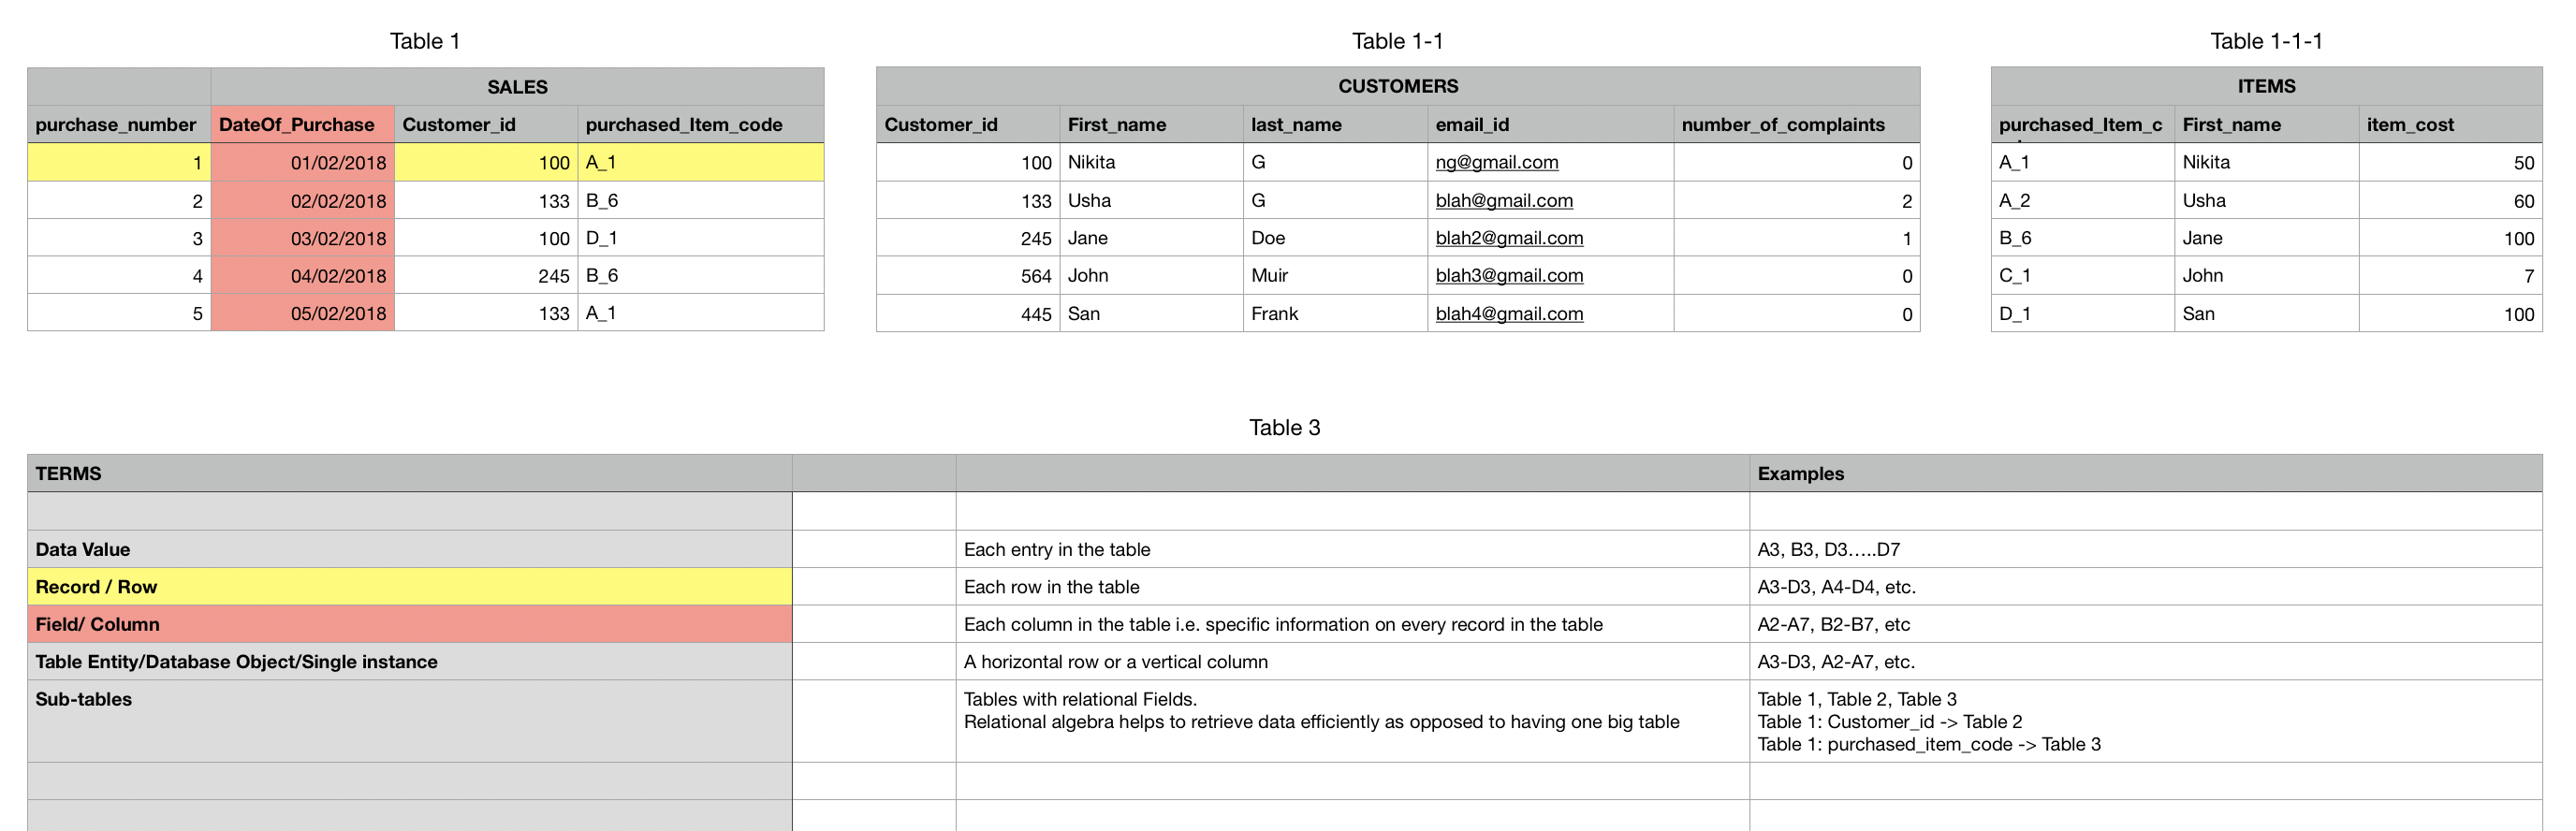 Table 1
SALES
purchase_number DateOf_Purchase Customer_id purchased_Item_code
1 01/02/2018 100 A_1
2 02/02/2018 133 B_6
3 03/02/2018 100 D_1
4 04/02/2018 245 B_6
5 05/02/2018 133 A_1
Table 1-1
CUSTOMERS
Customer_id First_name last_name email_id number_of_complaints
100 Nikita G ng@gmail.com 0
133 Usha G blah@gmail.com 2
245 Jane Doe blah2@gmail.com 1
564 John Muir blah3@gmail.com 0
445 San Frank blah4@gmail.com 0
Table 1-1-1
ITEMS
purchased_Item_c First_name item_cost
A_1 Nikita 50
A_2 Usha 60
B_6 Jane 100
C_1 John 7
D_1 San 100
Table 3
TERMS Examples
Data Value Each entry in the table A3, B3, D3…..D7
Record / Row Each row in the table A3-D3, A4-D4, etc.
Field/ Column Each column in the table i.e. specific information on every record in the table A2-A7, B2-B7, etc
Table Entity/Database Object/Single instance A horizontal row or a vertical column A3-D3, A2-A7, etc.
Sub-tables Tables with relational Fields. Table 1, Table 2, Table 3
Relational algebra helps to retrieve data efficiently as opposed to having one big table Table 1: Customer_id -> Table 2
Table 1: purchased_item_code -> Table 3